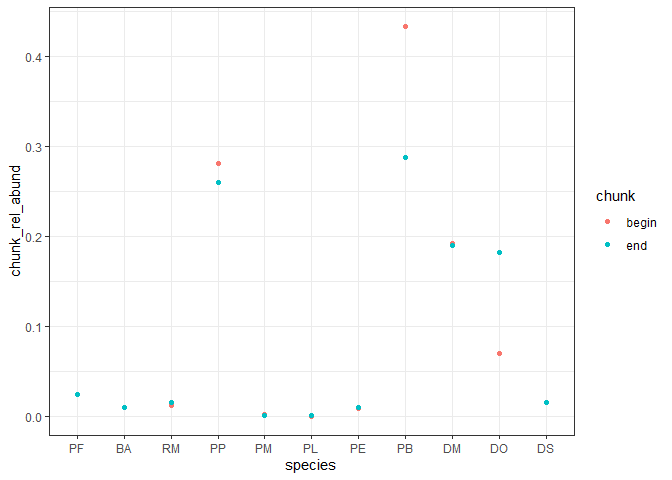 0.4
0.3
0.2
0.1
0.0
chunk_rel_abund
PF BA RM PP PM PL PE PB DM DO DS
species
chunk
begin
end